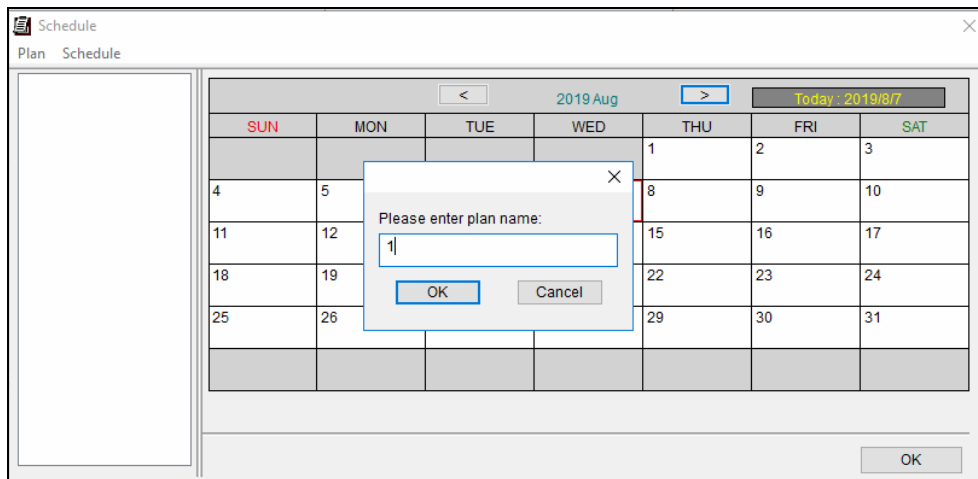 Schedule
Plan Schedule
< 2019 Aug > Today : 2019/8/7
SUN MON TUE WED THU FRI SAT
1 2 3
4 5 8 9 10
Please enter plan name:
11 12 15 16 17
1
18 19 22 23 24
OK Cancel
25 26 29 30 31
OK